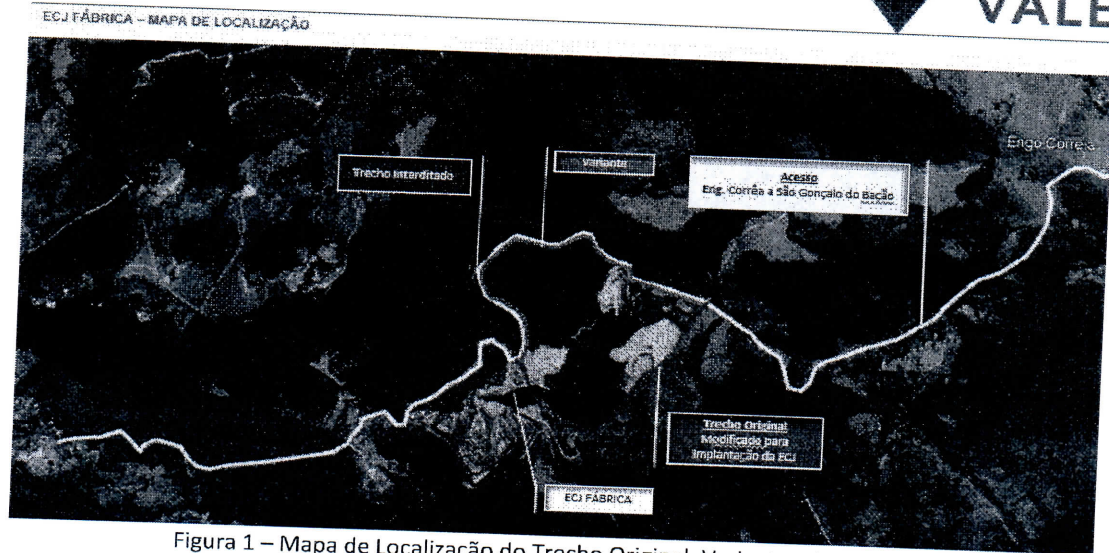 VALE
ECJ FÁBRICA – MAPA DE LOCALIZAÇÃO
Engo Correja
Trecho Interditado
Variante
Acesso
Eng. Corrêa a São Gonçalo do Bação
Trecho Original
Modificado para
Implantação da ECJ
ECJ FÁBRICA
Figura 1 – Mapa de Localização do Trecho Original,